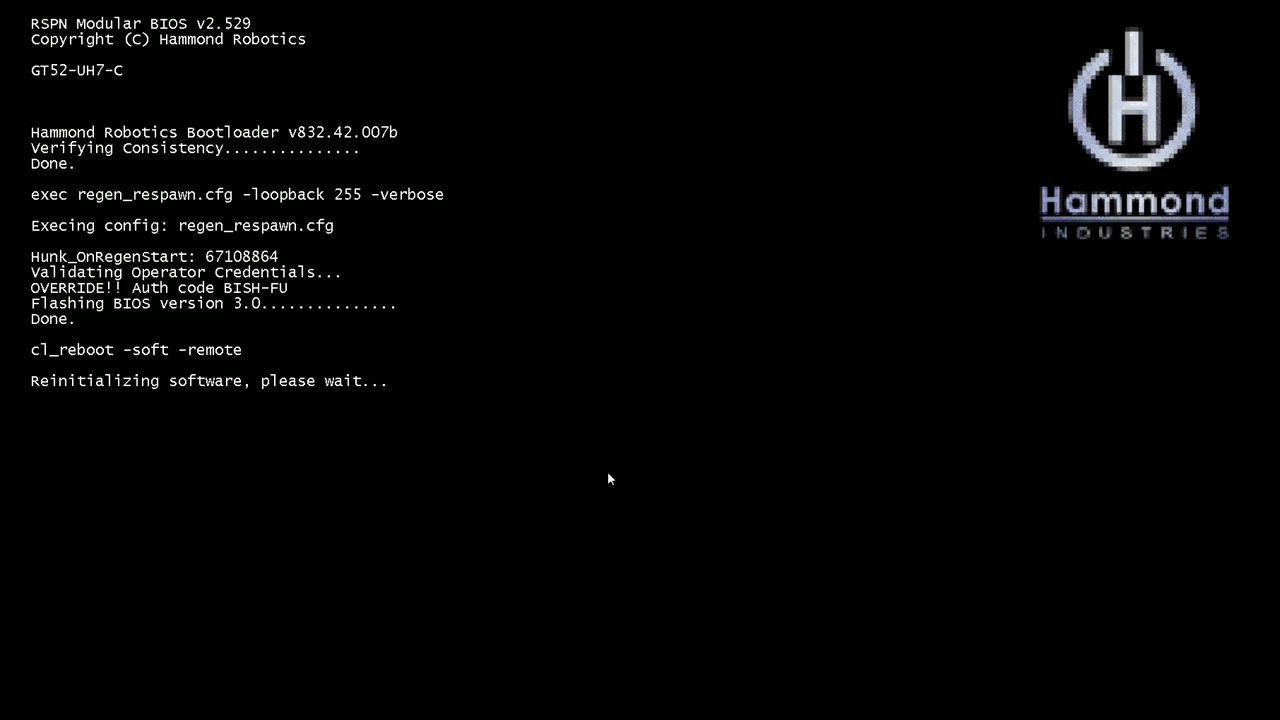 RSPN Modular BIOS v2.529
Copyright (C) Hammond Robotics
GT52-UH7-C
Hammond Robotics Bootloader v832.42.007b
Verifying Consistency...............
Done.
exec regen_respawn.cfg -loopback 255 -verbose
Execing config: regen_respawn.cfg
Hunk_OnRegenStart: 67108864
Validating Operator Credentials...
OVERRIDE!! Auth code BISH-FU
Flashing BIOS version 3.0...............
Done.
cl_reboot -soft -remote
Reinitializing software, please wait...
H
Hammond
INDUSTRIES